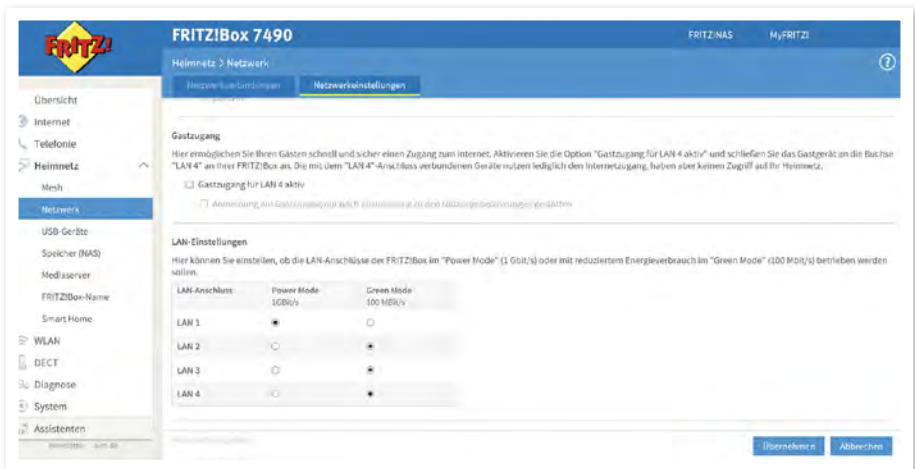 FRITZ!
FRITZ!Box 7490
FRITZ!NAS
MyFRITZ!
Heimnetz > Netzwerk
?
Netzwerkverbindungen
Netzwerkeinstellungen
Übersicht
Internet
Telefonie
Heimnetz
Mesh
Netzwerk
USB-Geräte
Speicher (NAS)
Mediaserver
FRITZ!Box-Name
Smart Home
WLAN
DECT
Diagnose
System
Assistenten
Gastzugang
Hier ermöglichen Sie Ihren Gästen schnell und sicher einen Zugang zum Internet. Aktivieren Sie die Option "Gastzugang für LAN 4 aktiv" und schließen Sie das Gastgerät an die Buchse
"LAN 4" an Ihrer FRITZ!Box an. Die mit dem "LAN 4"-Anschluss verbundenen Geräte nutzen lediglich den Internetzugang, haben aber keinen Zugriff auf Ihr Heimnetz.
Gastzugang für LAN 4 aktiv
LAN-Einstellungen
Hier können Sie einstellen, ob die LAN-Anschlüsse der FRITZ!Box im "Power Mode" (1 Gbit/s) oder mit reduziertem Energieverbrauch im "Green Mode" (100 Mbit/s) betrieben werden
sollen.
LAN-Anschluss Power Mode Green Mode
1GBit/s 100 MBit/s
LAN 1
LAN 2
LAN 3
LAN 4
Übernehmen
Abbrechen